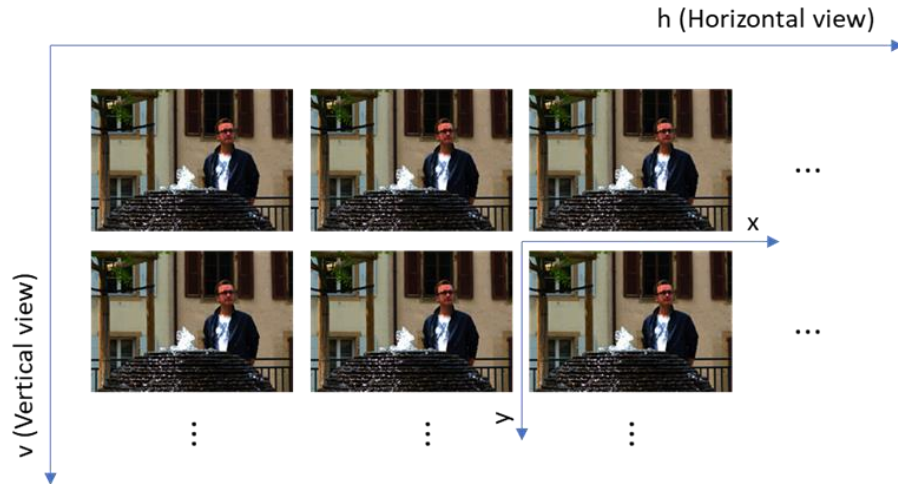 h (Horizontal view)
...
x
v (Vertical view)
...
y
⋮ ⋮ ⋮